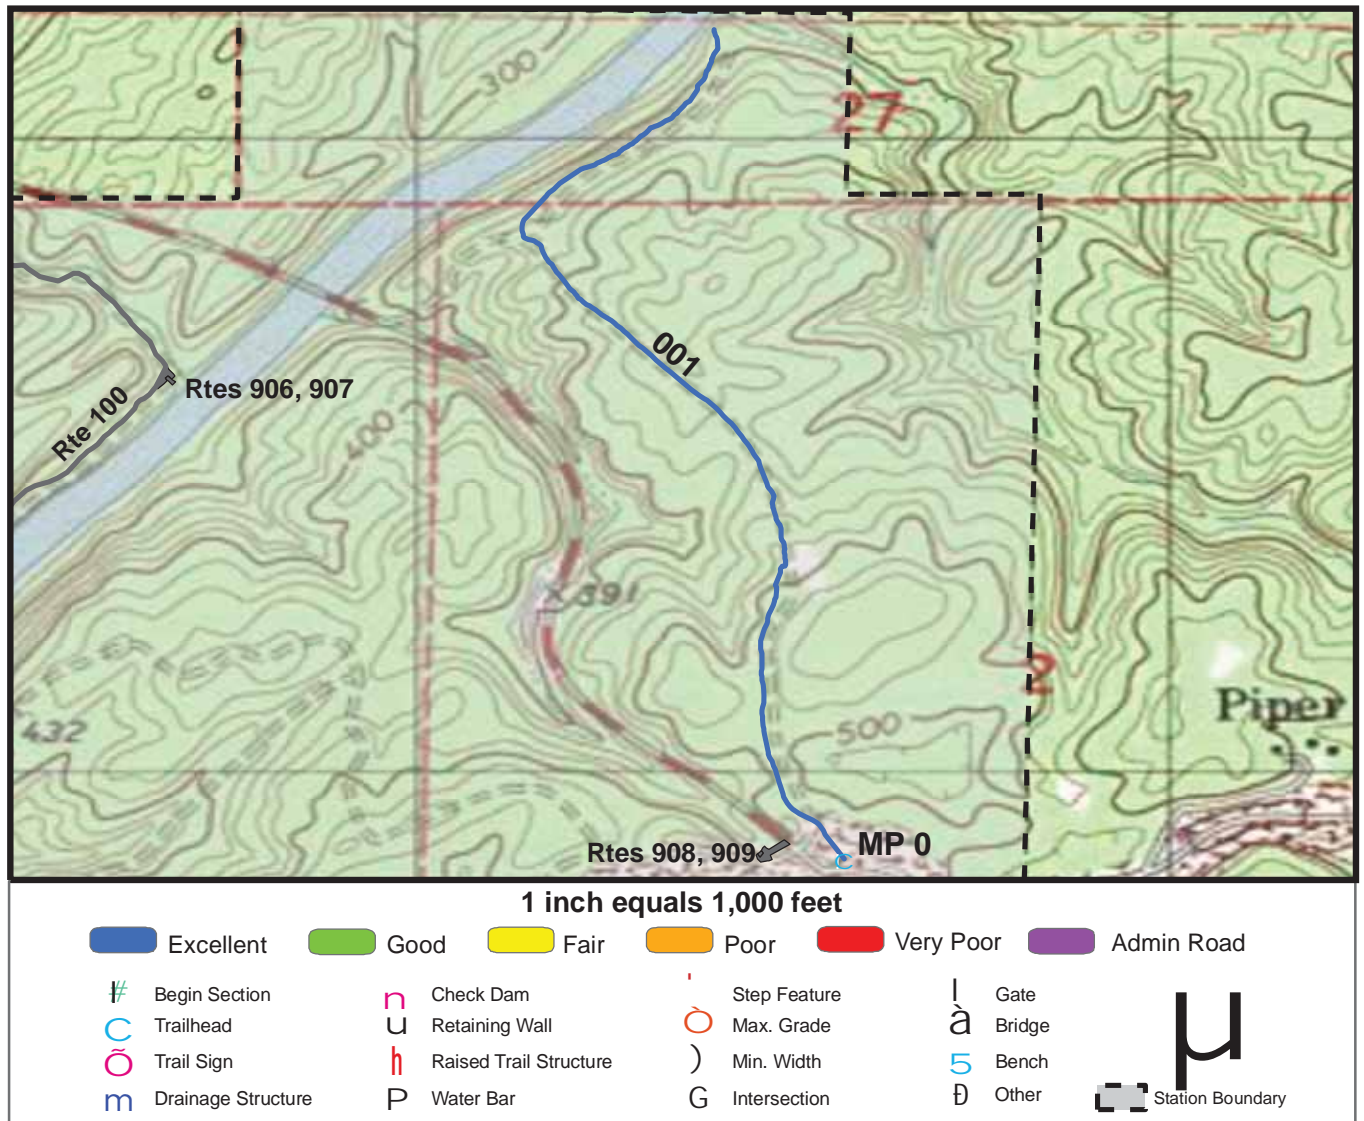 300
27
001
Rtes 906, 907
Rte 100
400
× 391
2
Piper
432
500
Rtes 908, 909
MP 0
C
1 inch equals 1,000 feet
Excellent
Good
Fair
Poor
Very Poor
Admin Road
# Begin Section
n Check Dam
' Step Feature
l Gate
C Trailhead
u Retaining Wall
Ò Max. Grade
à Bridge
Õ Trail Sign
h Raised Trail Structure
) Min. Width
5 Bench
m Drainage Structure
P Water Bar
G Intersection
Ð Other
Station Boundary
µ